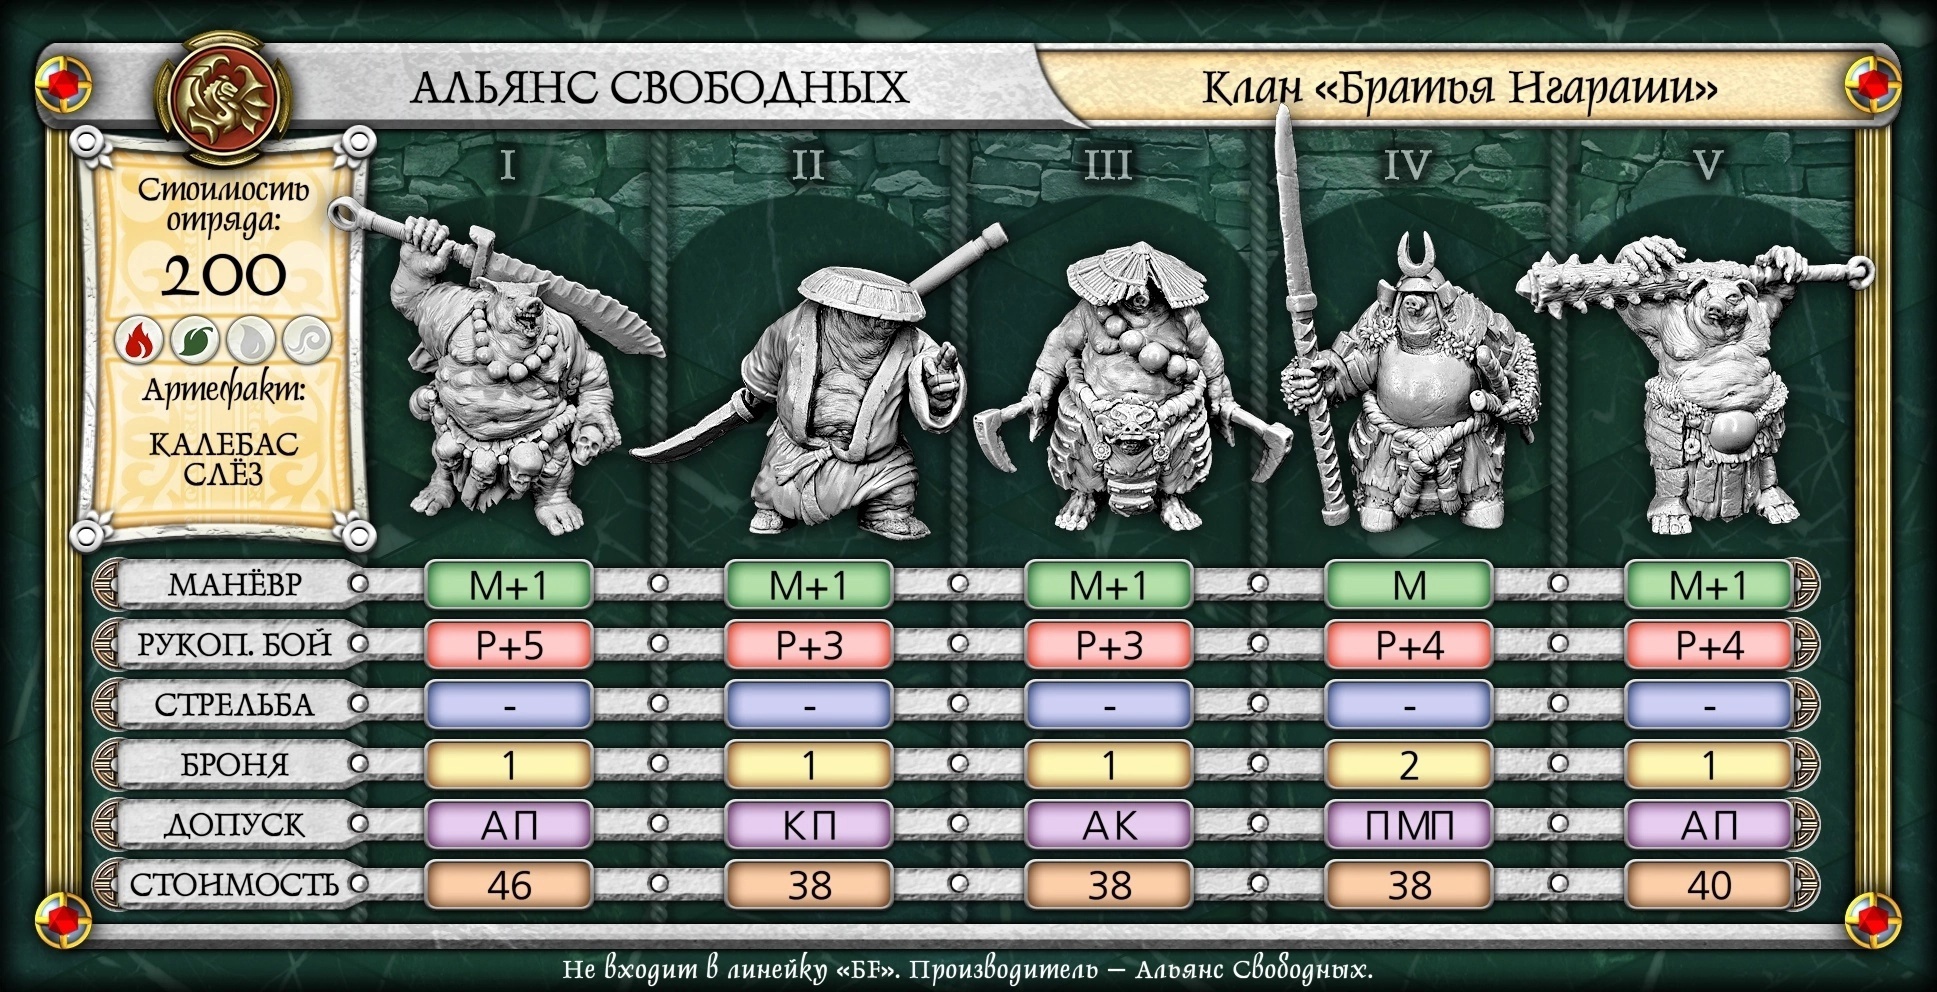 АЛЬЯНС СВОБОДНЫХ
Клан «Братья Нгараши»
Стоимость
отряда:
200
Артефакт:
КАЛЕБАС
СЛЁЗ
I II III IV V
МАНЁВР М+1 М+1 М+1 М М+1
РУКОП. БОЙ Р+5 Р+3 Р+3 Р+4 Р+4
СТРЕЛЬБА - - - - -
БРОНЯ 1 1 1 2 1
ДОПУСК АП КП АК ПМП АП
СТОИМОСТЬ 46 38 38 38 40
Не входит в линейку «БF». Производитель – Альянс Свободных.